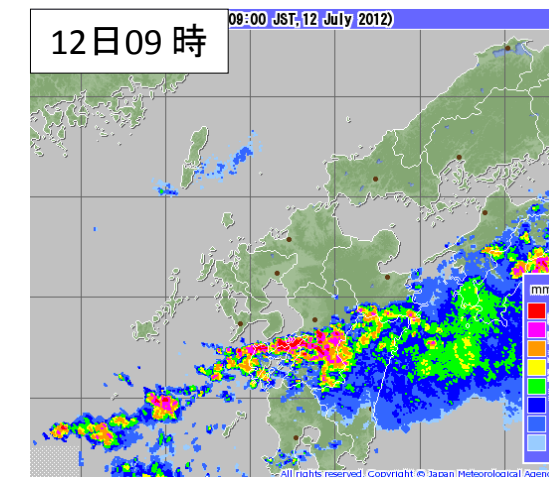 12日09 時
09:00 JST, 12 July 2012)
mm
All rights reserved. Copyright © Japan Meteorological Agenc